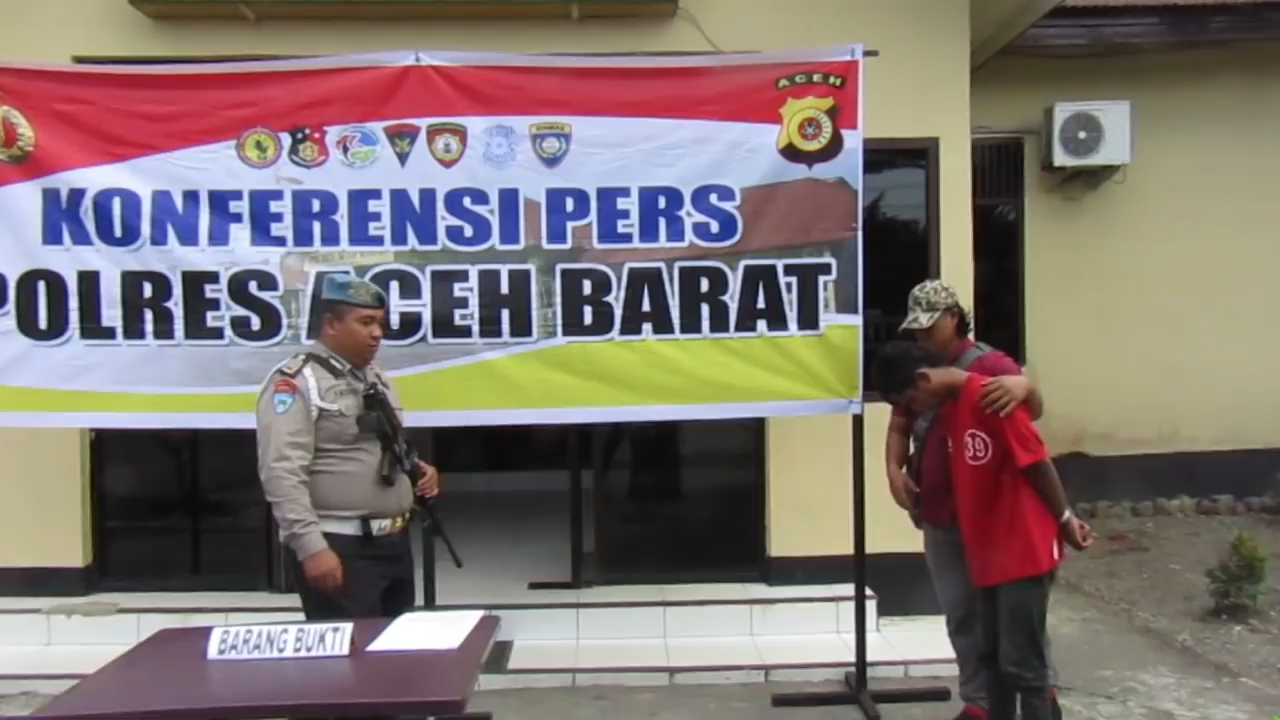 ACEH
KONFERENSI PERS
POLRES ACEH BARAT
39
BARANG BUKTI